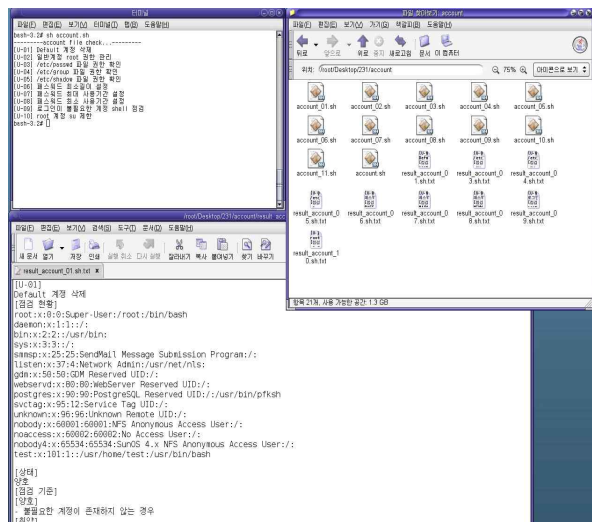 터미널
파일(F) 편집(E) 보기(V) 터미널(T) 탭(B) 도움말(H)
bash-3.2# sh account.sh
----------account file check...----------
[U-01] Default 계정 삭제
[U-02] 일반계정 root 권한 관리
[U-03] /etc/passwd 파일 권한 확인
[U-04] /etc/group 파일 권한 확인
[U-05] /etc/shadow 파일 권한 확인
[U-06] 패스워드 최소길이 설정
[U-07] 패스워드 최대 사용기간 설정
[U-08] 패스워드 최소 사용기간 설정
[U-09] 로그인이 불필요한 계정 shell 점검
[U-10] root 계정 su 제한
bash-3.2#
파일 찾아보기: account
파일(F) 편집(E) 보기(V) 가기(G) 책갈피(B) 도움말(H)
뒤로 앞으로 위로 중지 새로고침 문서 이 컴퓨터
위치: /root/Desktop/231/account 75% 아이콘으로 보기
account_01.sh account_02.sh account_03.sh account_04.sh account_05.sh
account_06.sh account_07.sh account_08.sh account_09.sh account_10.sh
account_11.sh account.sh result_account_01.sh.txt result_account_03.sh.txt result_account_04.sh.txt
result_account_05.sh.txt result_account_06.sh.txt result_account_07.sh.txt result_account_08.sh.txt result_account_09.sh.txt
result_account_10.sh.txt
항목 21개, 사용 가능한 공간: 1.3 GB
/root/Desktop/231/account/result_acc
파일(F) 편집(E) 보기(V) 검색(S) 도구(T) 문서(D) 도움말(H)
새 문서 열기 저장 인쇄 실행 취소 다시 실행 잘라내기 복사 붙여넣기 찾기 바꾸기
result_account_01.sh.txt
[U-01]
Default 계정 삭제
[점검 현황]
root:x:0:0:Super-User:/root:/bin/bash
daemon:x:1:1::/:
bin:x:2:2::/usr/bin:
sys:x:3:3::/:
smmsp:x:25:25:SendMail Message Submission Program:/:
listen:x:37:4:Network Admin:/usr/net/nls:
gdm:x:50:50:GDM Reserved UID:/:
webservd:x:80:80:WebServer Reserved UID:/:
postgres:x:90:90:PostgreSQL Reserved UID:/:/usr/bin/pfksh
svctag:x:95:12:Service Tag UID:/:
unknown:x:96:96:Unknown Remote UID:/:
nobody:x:60001:60001:NFS Anonymous Access User:/:
noaccess:x:60002:60002:No Access User:/:
nobody4:x:65534:65534:SunOS 4.x NFS Anonymous Access User:/:
test:x:101:1::/usr/home/test:/usr/bin/bash
[상태]
양호
[점검 기준]
[양호]
- 불필요한 계정이 존재하지 않는 경우
[취약]